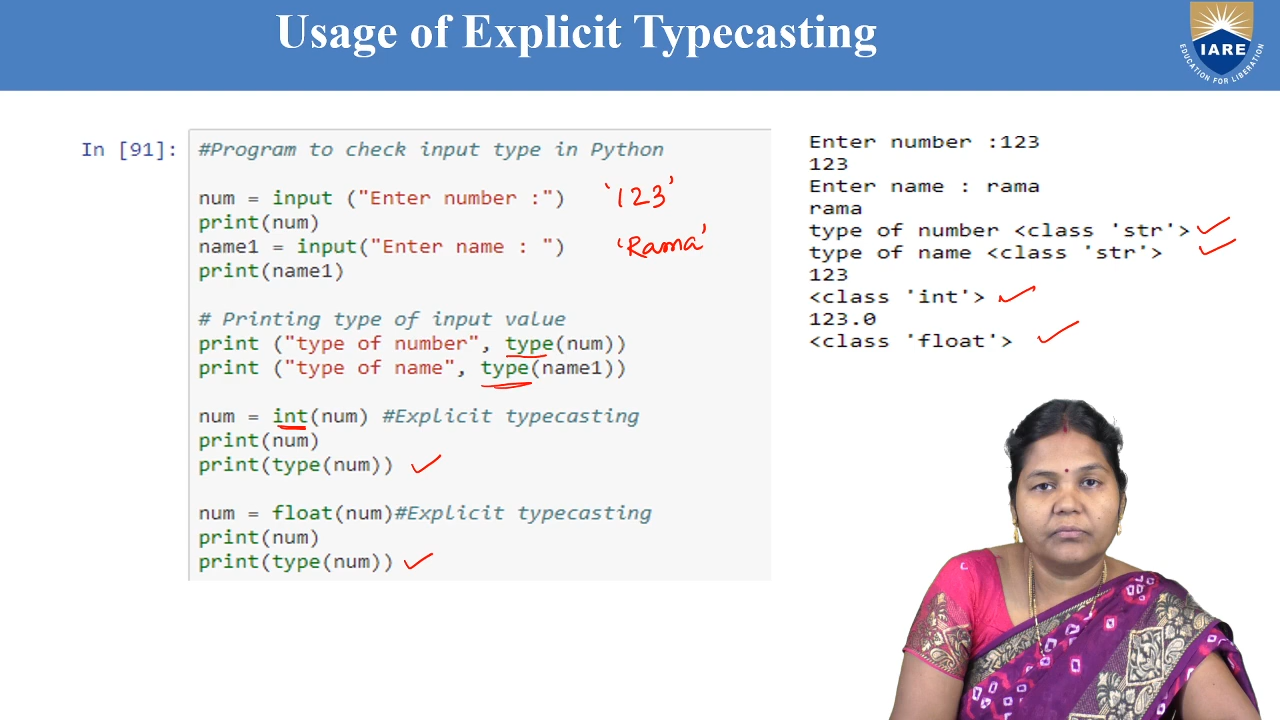 Usage of Explicit Typecasting
IARE
EDUCATION FOR LIBERATION
In [91]:
#Program to check input type in Python
num = input ("Enter number :") '123'
print(num)
name1 = input("Enter name : ") 'Rama'
print(name1)
# Printing type of input value
print ("type of number", type(num))
print ("type of name", type(name1))
num = int(num) #Explicit typecasting
print(num)
print(type(num))
num = float(num)#Explicit typecasting
print(num)
print(type(num))
Enter number :123
123
Enter name : rama
rama
type of number <class 'str'>
type of name <class 'str'>
123
<class 'int'>
123.0
<class 'float'>